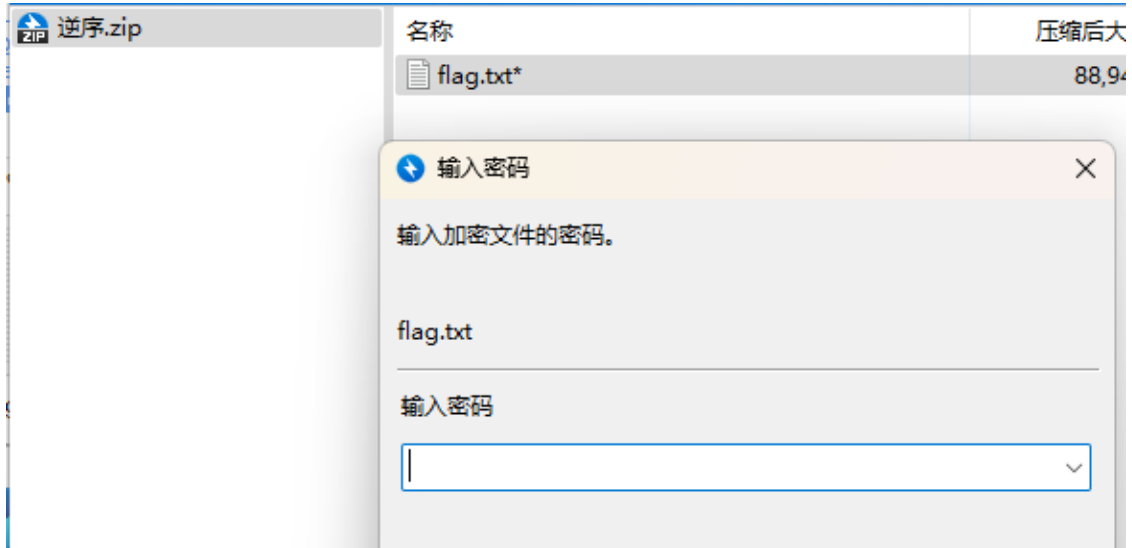 逆序.zip
名称
压缩后大
flag.txt*
88,94
输入密码
输入加密文件的密码。
flag.txt
输入密码